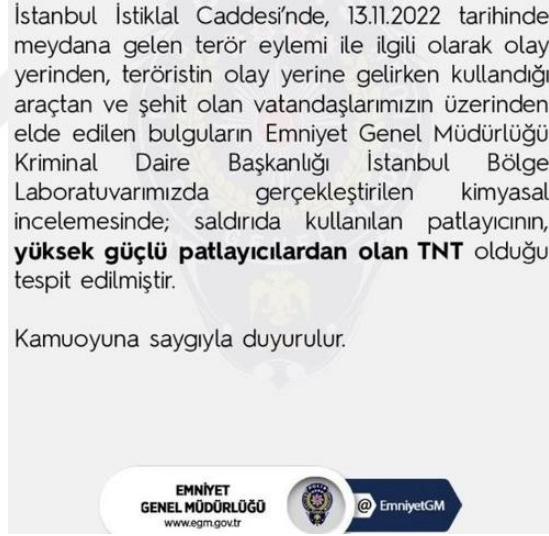 İstanbul İstiklal Caddesi'nde, 13.11.2022 tarihinde
meydana gelen terör eylemi ile ilgili olarak olay
yerinden, teröristin olay yerine gelirken kullandığı
araçtan ve şehit olan vatandaşlarımızın üzerinden
elde edilen bulguların Emniyet Genel Müdürlüğü
Kriminal Daire Başkanlığı İstanbul Bölge
Laboratuvarımızda gerçekleştirilen kimyasal
incelemesinde; saldırıda kullanılan patlayıcının,
yüksek güçlü patlayıcılardan olan TNT olduğu
tespit edilmiştir.
Kamuoyuna saygıyla duyurulur.
EMNİYET
GENEL MÜDÜRLÜĞÜ
www.egm.gov.tr
@ EmniyetGM